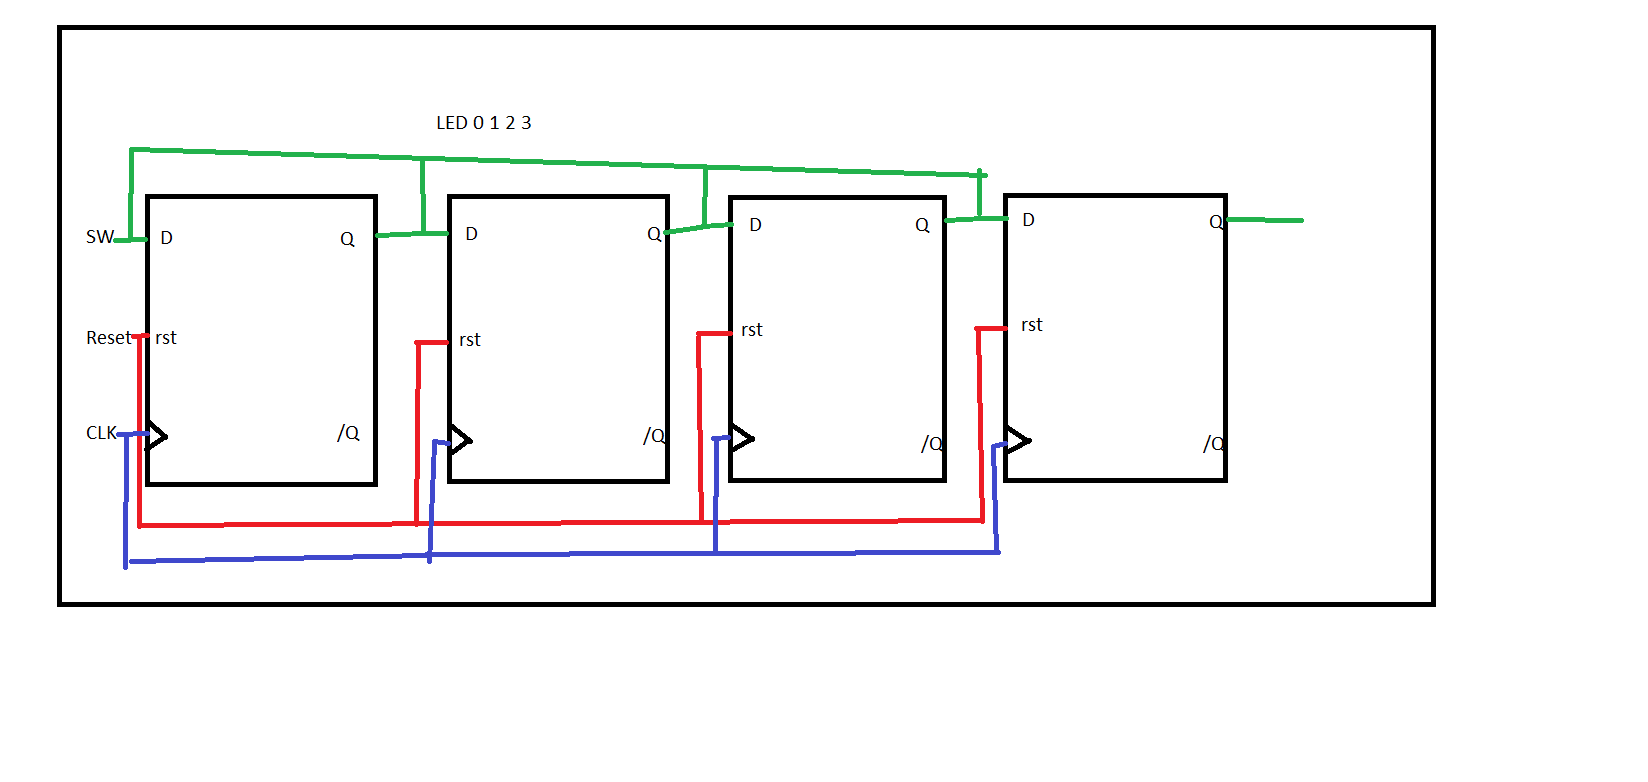 LED 0 1 2 3
SW D Q D Q D Q D Q
Reset rst rst rst rst
CLK /Q /Q /Q /Q